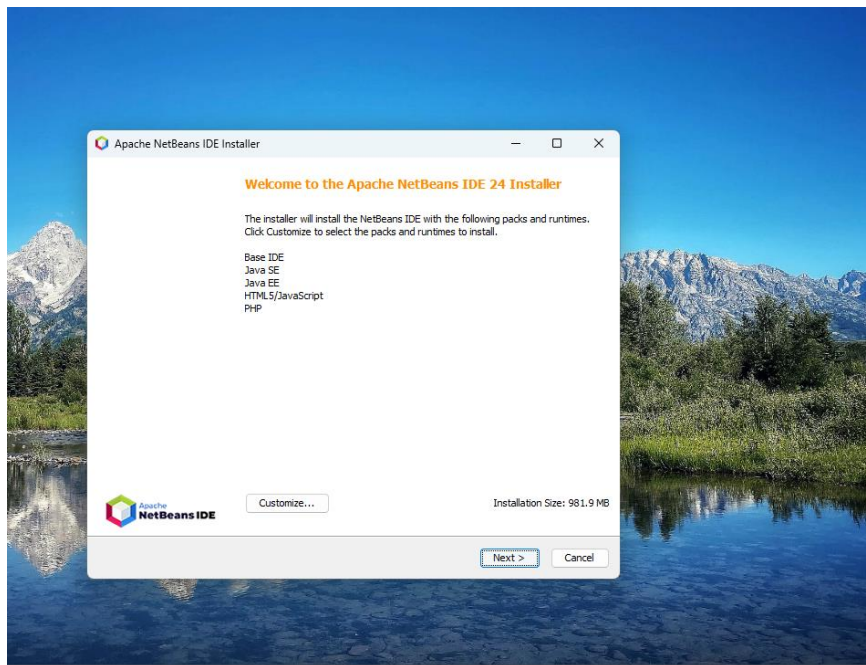 Apache NetBeans IDE Installer
Welcome to the Apache NetBeans IDE 24 Installer
The installer will install the NetBeans IDE with the following packs and runtimes.
Click Customize to select the packs and runtimes to install.
Base IDE
Java SE
Java EE
HTML5/JavaScript
PHP
Apache
NetBeans IDE
Customize...
Installation Size: 981.9 MB
Next >
Cancel